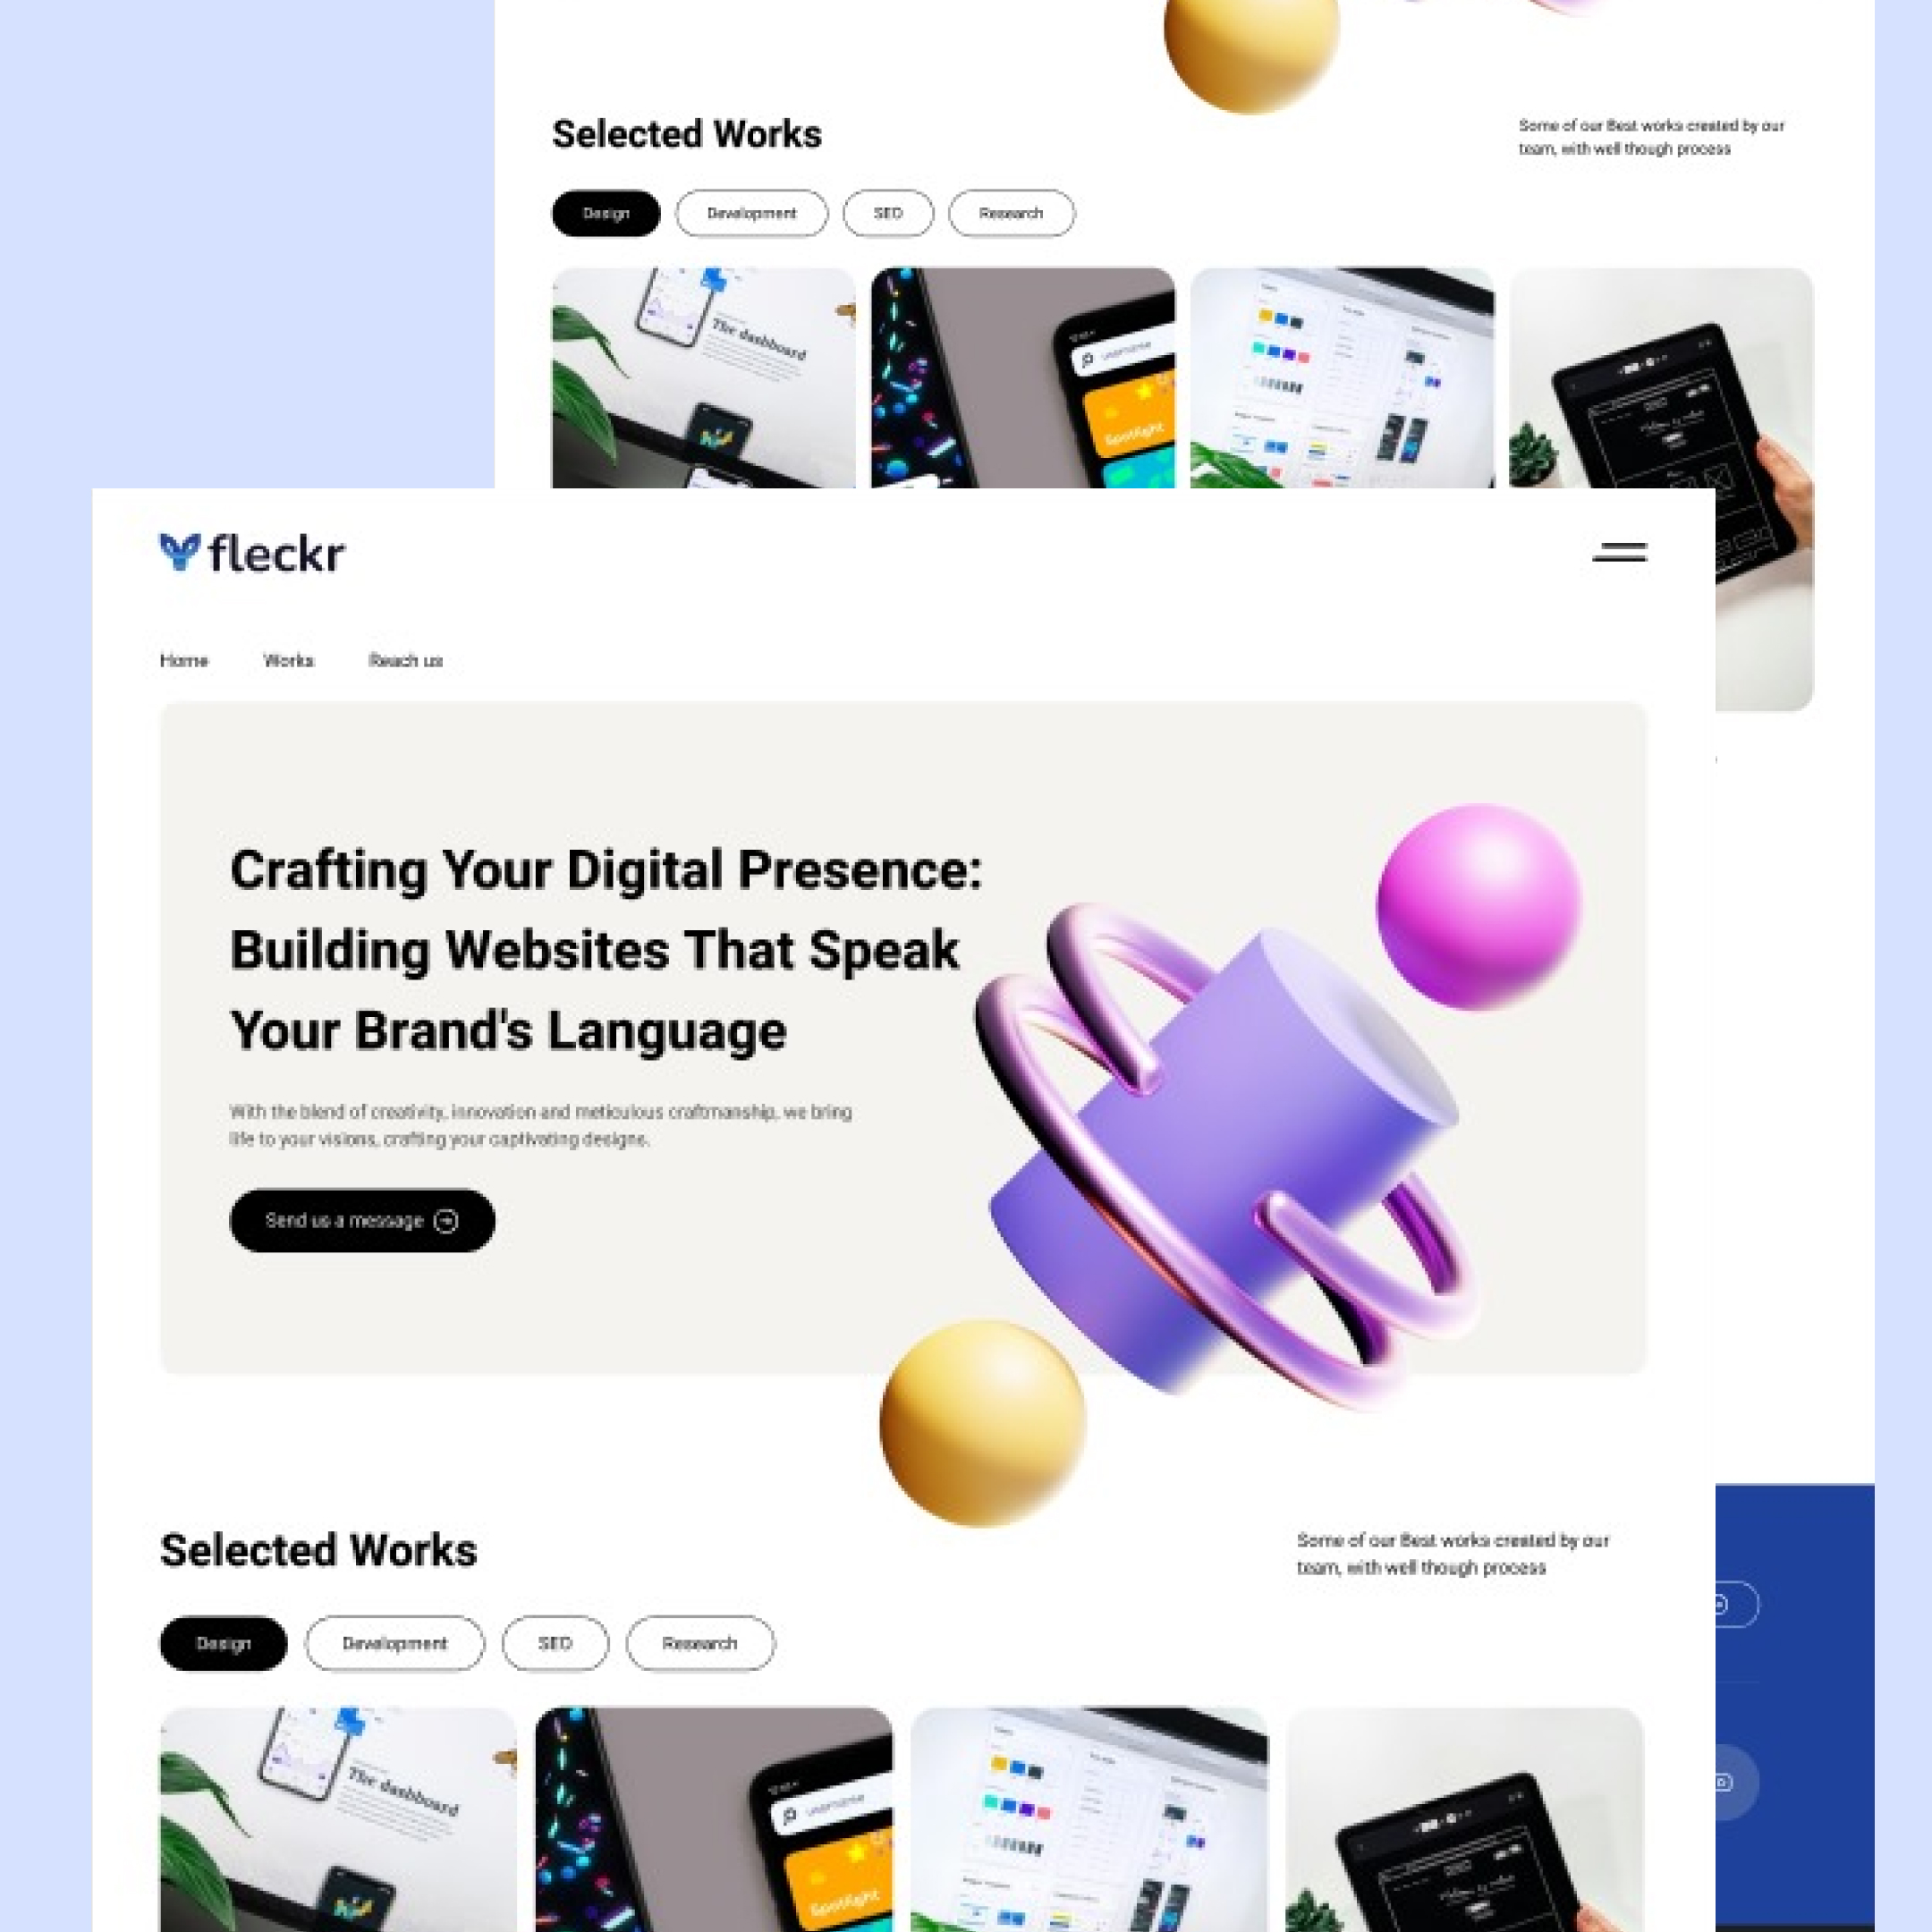 Selected Works
Some of our Best works created by our
team, with well though process
Design
Development
SEO
Research
The dashboard
username
Spotlight
fleckr
Home
Works
Reach us
Crafting Your Digital Presence:
Building Websites That Speak
Your Brand's Language
With the blend of creativity, innovation and meticulous craftmanship, we bring
life to your visions, crafting your captivating designs.
Send us a message
Selected Works
Some of our Best works created by our
team, with well though process
Design
Development
SEO
Research
The dashboard
username
Spotlight